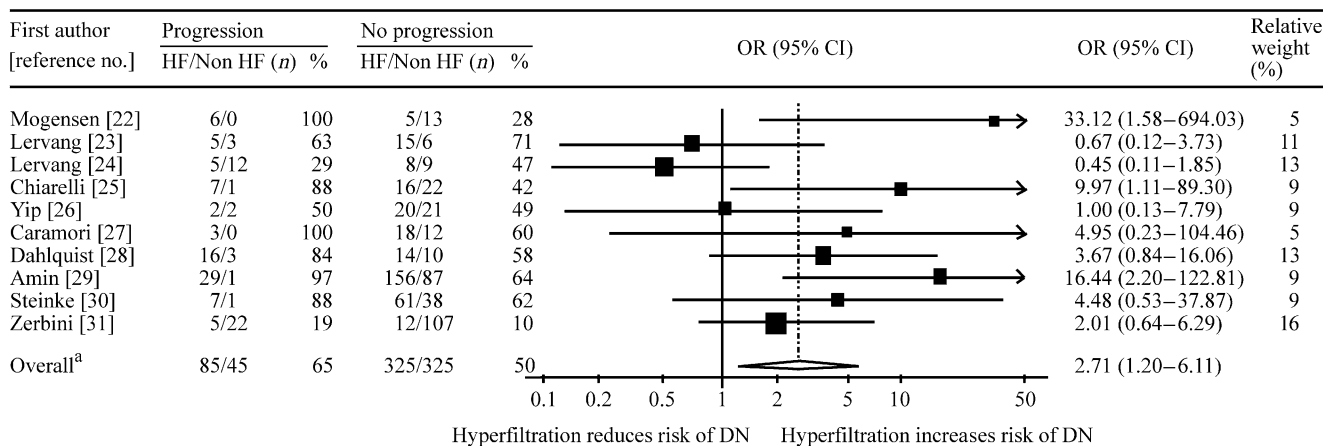 First author Progression No progression OR (95% CI) OR (95% CI) Relative weight (%)
[reference no.] HF/Non HF (n) % HF/Non HF (n) %
Mogensen [22] 6/0 100 5/13 28 33.12 (1.58–694.03) 5
Lervang [23] 5/3 63 15/6 71 0.67 (0.12–3.73) 11
Lervang [24] 5/12 29 8/9 47 0.45 (0.11–1.85) 13
Chiarelli [25] 7/1 88 16/22 42 9.97 (1.11–89.30) 9
Yip [26] 2/2 50 20/21 49 1.00 (0.13–7.79) 9
Caramori [27] 3/0 100 18/12 60 4.95 (0.23–104.46) 5
Dahlquist [28] 16/3 84 14/10 58 3.67 (0.84–16.06) 13
Amin [29] 29/1 97 156/87 64 16.44 (2.20–122.81) 9
Steinke [30] 7/1 88 61/38 62 4.48 (0.53–37.87) 9
Zerbini [31] 5/22 19 12/107 10 2.01 (0.64–6.29) 16
Overallᵃ 85/45 65 325/325 50 2.71 (1.20–6.11)
0.1 0.2 0.5 1 2 5 10 50
Hyperfiltration reduces risk of DN Hyperfiltration increases risk of DN